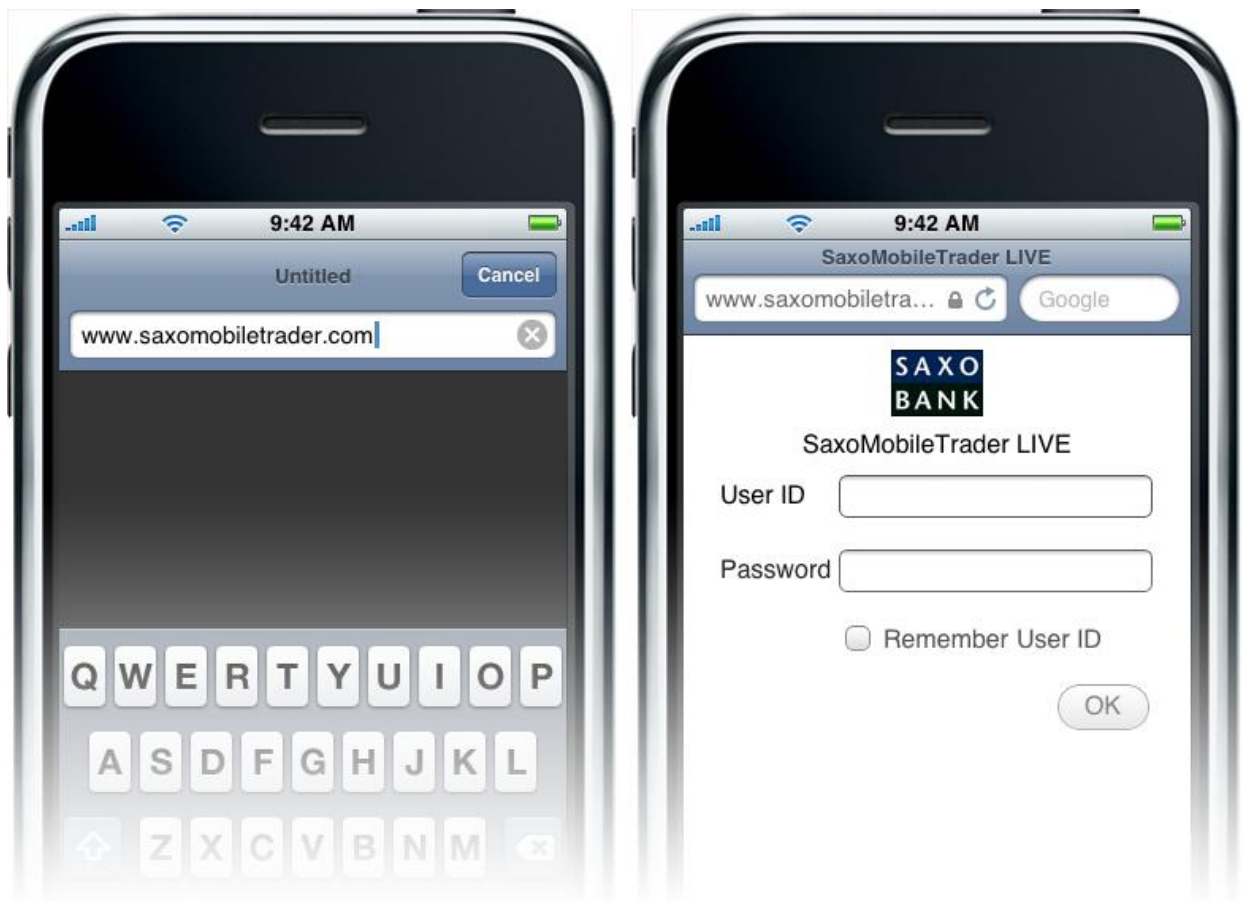 9:42 AM
Untitled
Cancel
www.saxomobiletrader.com
Q W E R T Y U I O P
A S D F G H J K L
Z X C V B N M
9:42 AM
SaxoMobileTrader LIVE
www.saxomobiletra...
Google
SAXO
BANK
SaxoMobileTrader LIVE
User ID
Password
Remember User ID
OK